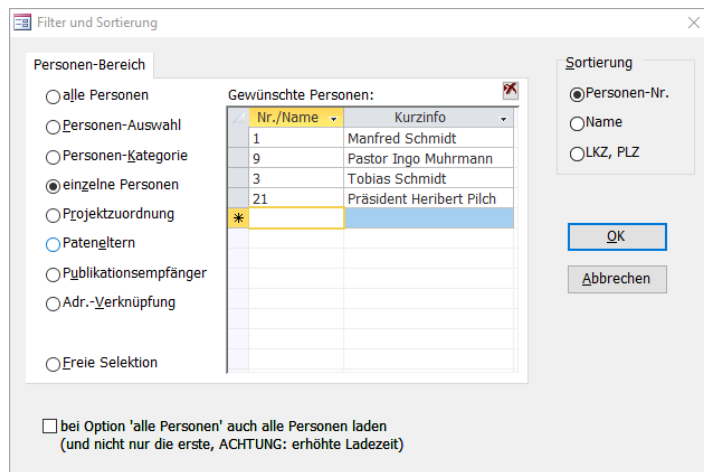 Filter und Sortierung
Personen-Bereich
alle Personen
Personen-Auswahl
Personen-Kategorie
einzelne Personen
Projektzuordnung
Pateneltern
Publikationsempfänger
Adr.-Verknüpfung
Freie Selektion
Gewünschte Personen:
Nr./Name Kurzinfo
1 Manfred Schmidt
9 Pastor Ingo Muhrmann
3 Tobias Schmidt
21 Präsident Heribert Pilch
Sortierung
Personen-Nr.
Name
LKZ, PLZ
OK
Abbrechen
bei Option 'alle Personen' auch alle Personen laden
(und nicht nur die erste, ACHTUNG: erhöhte Ladezeit)